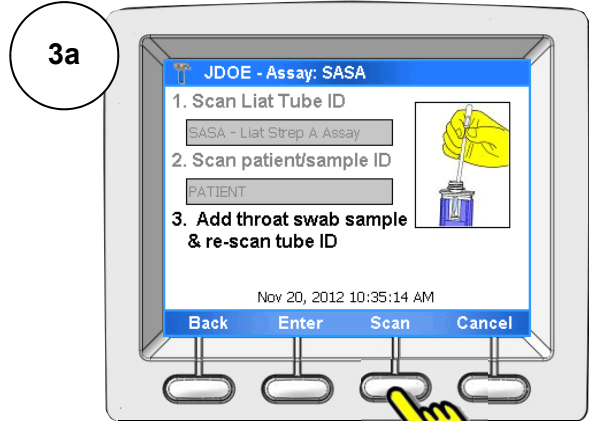 3a
JDOE - Assay: SASA
1. Scan Liat Tube ID
SASA - Liat Strep A Assay
2. Scan patient/sample ID
PATIENT
3. Add throat swab sample
& re-scan tube ID
Nov 20, 2012 10:35:14 AM
Back Enter Scan Cancel